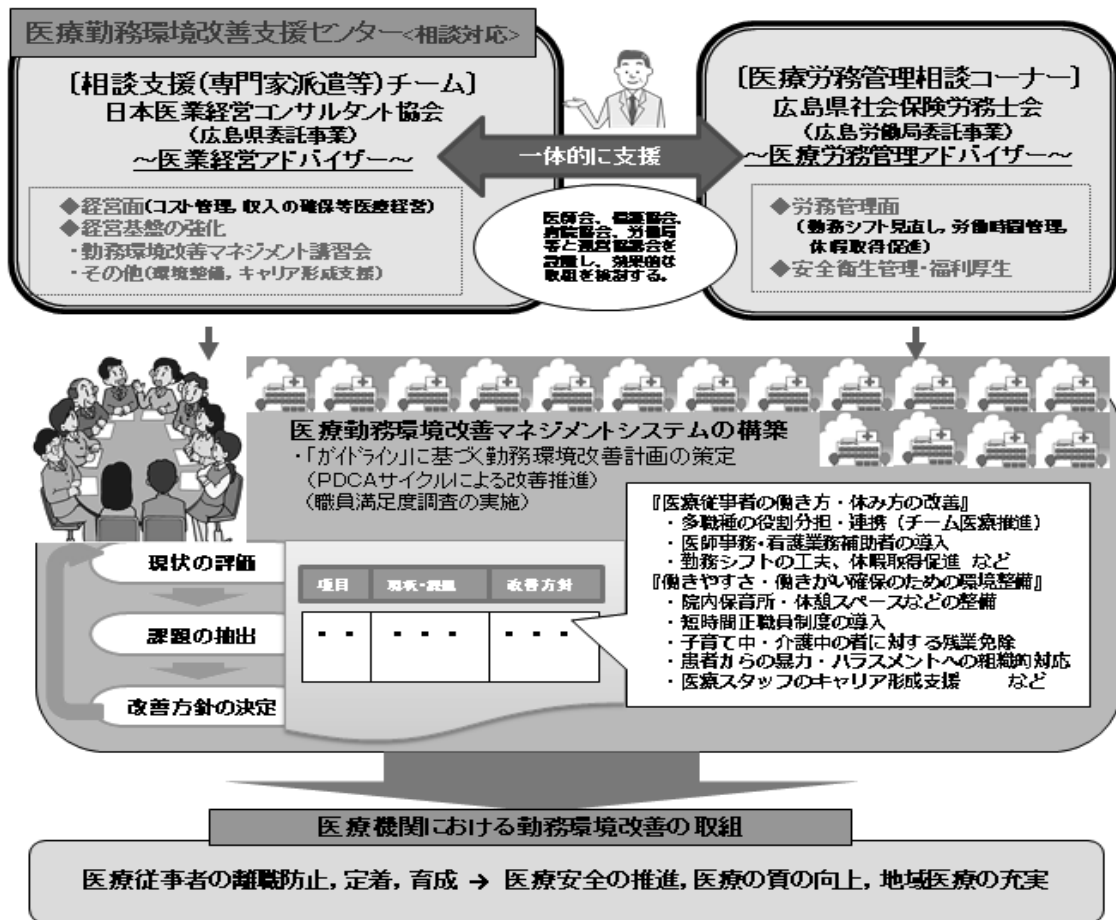 医療勤務環境改善支援センター<相談対応>
〔相談支援(専門家派遣等)チーム〕
日本医業経営コンサルタント協会
(広島県委託事業)
～医業経営アドバイザー～
◆経営面(コスト管理,収入の確保等医療経営)
◆経営基盤の強化
・勤務環境改善マネジメント講習会
・その他(環境整備,キャリア形成支援)
一体的に支援
医師会、看護協会、
病院協会、労働局
等と運営協議会を
設置し、効果的な
取組を検討する。
〔医療労務管理相談コーナー〕
広島県社会保険労務士会
(広島労働局委託事業)
～医療労務管理アドバイザー～
◆労務管理面
(勤務シフト見直し,労働時間管理,
休暇取得促進)
◆安全衛生管理・福利厚生
医療勤務環境改善マネジメントシステムの構築
・「ガイドライン」に基づく勤務環境改善計画の策定
(PDCAサイクルによる改善推進)
(職員満足度調査の実施)
現状の評価
課題の抽出
改善方針の決定
項目 現状・課題 改善方針
・・ ・・・ ・・・
『医療従事者の働き方・休み方の改善』
・多職種の役割分担・連携(チーム医療推進)
・医師事務・看護業務補助者の導入
・勤務シフトの工夫、休暇取得促進 など
『働きやすさ・働きがい確保のための環境整備』
・院内保育所・休憩スペースなどの整備
・短時間正職員制度の導入
・子育て中・介護中の者に対する残業免除
・患者からの暴力・ハラスメントへの組織的対応
・医療スタッフのキャリア形成支援 など
医療機関における勤務環境改善の取組
医療従事者の離職防止,定着,育成 → 医療安全の推進,医療の質の向上,地域医療の充実